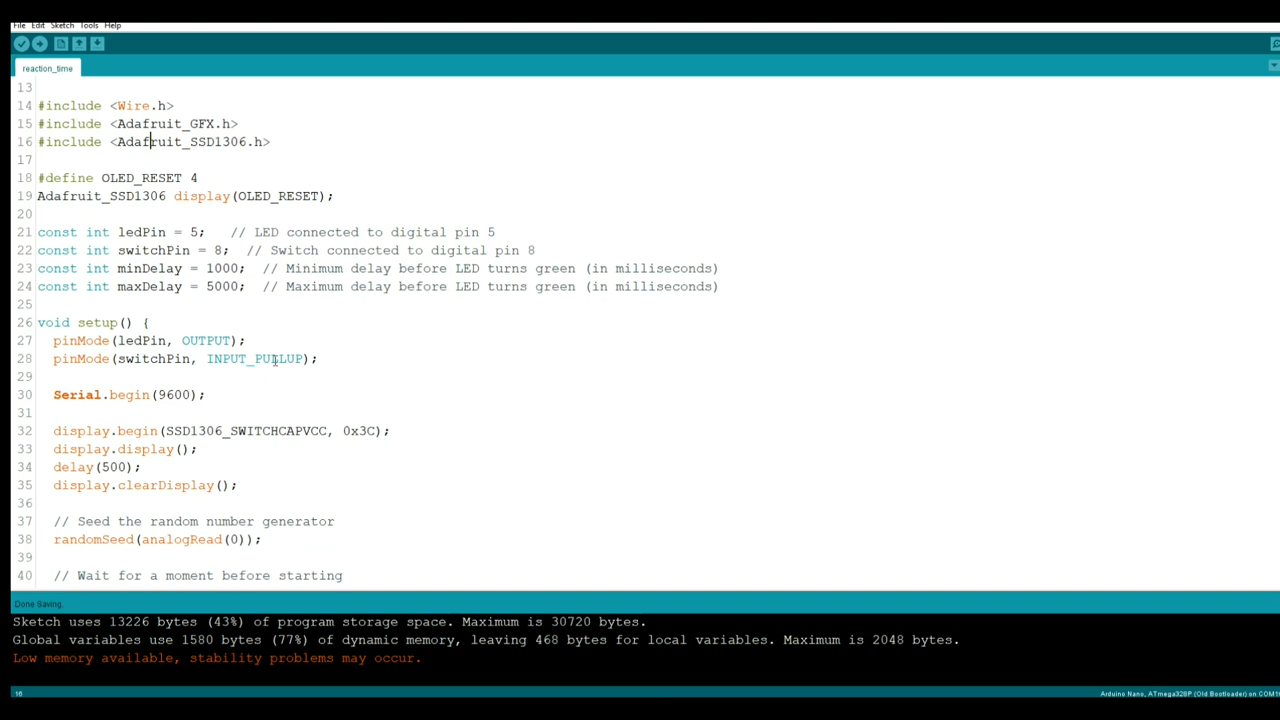 File Edit Sketch Tools Help
reaction_time
13
14 #include <Wire.h>
15 #include <Adafruit_GFX.h>
16 #include <Adafruit_SSD1306.h>
17
18 #define OLED_RESET 4
19 Adafruit_SSD1306 display(OLED_RESET);
20
21 const int ledPin = 5;   // LED connected to digital pin 5
22 const int switchPin = 8;  // Switch connected to digital pin 8
23 const int minDelay = 1000;  // Minimum delay before LED turns green (in milliseconds)
24 const int maxDelay = 5000;  // Maximum delay before LED turns green (in milliseconds)
25
26 void setup() {
27   pinMode(ledPin, OUTPUT);
28   pinMode(switchPin, INPUT_PULLUP);
29
30   Serial.begin(9600);
31
32   display.begin(SSD1306_SWITCHCAPVCC, 0x3C);
33   display.display();
34   delay(500);
35   display.clearDisplay();
36
37   // Seed the random number generator
38   randomSeed(analogRead(0));
39
40   // Wait for a moment before starting
Done Saving.
Sketch uses 13226 bytes (43%) of program storage space. Maximum is 30720 bytes.
Global variables use 1580 bytes (77%) of dynamic memory, leaving 468 bytes for local variables. Maximum is 2048 bytes.
Low memory available, stability problems may occur.
16 Arduino Nano, ATmega328P (Old Bootloader) on